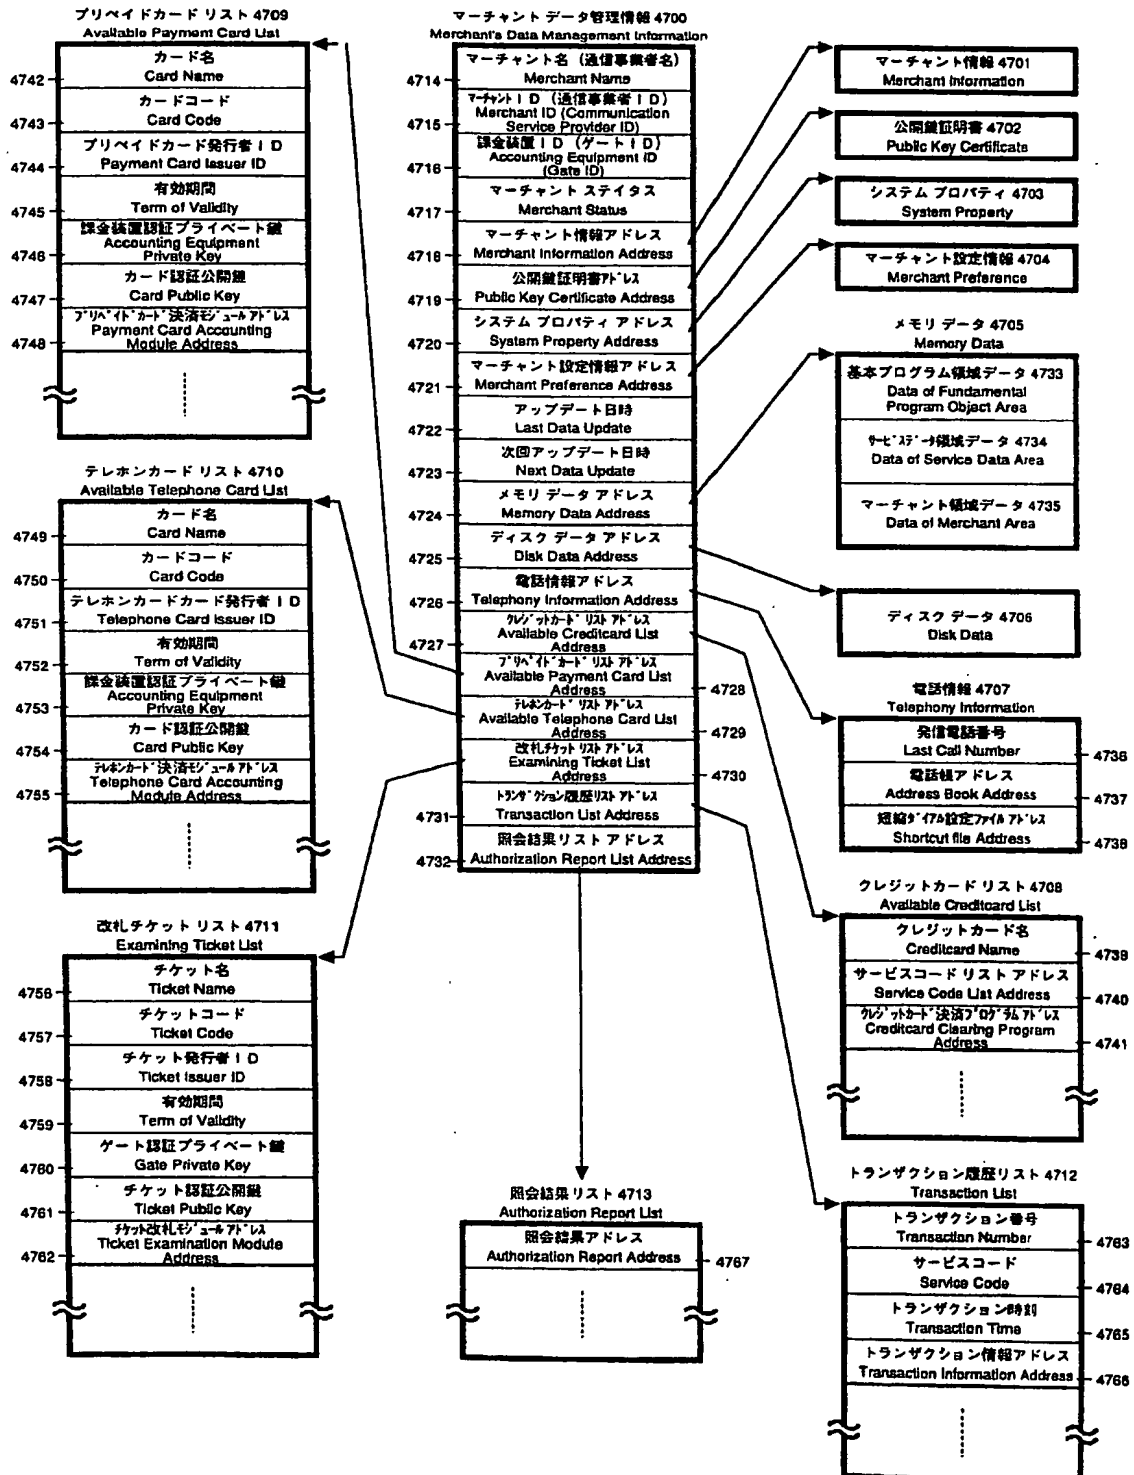 プリペイドカード リスト 4709
Available Payment Card List
カード名
Card Name
4742
カードコード
Card Code
4743
プリペイドカード発行者ID
Payment Card Issuer ID
4744
有効期間
Term of Validity
4745
課金装置認証プライベート鍵
Accounting Equipment
Private Key
4746
カード認証公開鍵
Card Public Key
4747
プリペイドカード決済モジュールアドレス
Payment Card Accounting
Module Address
4748
テレホンカード リスト 4710
Available Telephone Card List
カード名
Card Name
4749
カードコード
Card Code
4750
テレホンカードカード発行者ID
Telephone Card Issuer ID
4751
有効期間
Term of Validity
4752
課金装置認証プライベート鍵
Accounting Equipment
Private Key
4753
カード認証公開鍵
Card Public Key
4754
テレホンカード決済モジュールアドレス
Telephone Card Accounting
Module Address
4755
改札チケット リスト 4711
Examining Ticket List
チケット名
Ticket Name
4756
チケットコード
Ticket Code
4757
チケット発行者ID
Ticket Issuer ID
4758
有効期間
Term of Validity
4759
ゲート認証プライベート鍵
Gate Private Key
4760
チケット認証公開鍵
Ticket Public Key
4761
チケット改札モジュールアドレス
Ticket Examination Module
Address
4762
マーチャント データ管理情報 4700
Merchant's Data Management Information
マーチャント名(通信事業者名)
Merchant Name
4714
マーチャントID(通信事業者ID)
Merchant ID (Communication
Service Provider ID)
4715
課金装置ID(ゲートID)
Accounting Equipment ID
(Gate ID)
4716
マーチャント ステイタス
Merchant Status
4717
マーチャント情報アドレス
Merchant Information Address
4718
公開鍵証明書アドレス
Public Key Certificate Address
4719
システム プロパティ アドレス
System Property Address
4720
マーチャント設定情報アドレス
Merchant Preference Address
4721
アップデート日時
Last Data Update
4722
次回アップデート日時
Next Data Update
4723
メモリ データ アドレス
Memory Data Address
4724
ディスク データ アドレス
Disk Data Address
4725
電話情報アドレス
Telephony Information Address
4726
クレジットカード リスト アドレス
Available Creditcard List
Address
4727
プリペイドカード リスト アドレス
Available Payment Card List
Address
4728
テレホンカード リスト アドレス
Available Telephone Card List
Address
4729
改札チケット リスト アドレス
Examining Ticket List
Address
4730
トランザクション履歴リスト アドレス
Transaction List Address
4731
照会結果リスト アドレス
Authorization Report List Address
4732
照会結果リスト 4713
Authorization Report List
照会結果アドレス
Authorization Report Address
4767
マーチャント情報 4701
Merchant Information
公開鍵証明書 4702
Public Key Certificate
システム プロパティ 4703
System Property
マーチャント設定情報 4704
Merchant Preference
メモリ データ 4705
Memory Data
基本プログラム領域データ 4733
Data of Fundamental
Program Object Area
サービスデータ領域データ 4734
Data of Service Data Area
マーチャント領域データ 4735
Data of Merchant Area
ディスク データ 4706
Disk Data
電話情報 4707
Telephony Information
発信電話番号
Last Call Number
4736
電話帳アドレス
Address Book Address
4737
短縮ダイアル設定ファイル アドレス
Shortcut file Address
4738
クレジットカード リスト 4708
Available Creditcard List
クレジットカード名
Creditcard Name
4739
サービスコード リスト アドレス
Service Code List Address
4740
クレジットカード決済プログラム アドレス
Creditcard Clearing Program
Address
4741
トランザクション履歴リスト 4712
Transaction List
トランザクション番号
Transaction Number
4763
サービスコード
Service Code
4764
トランザクション時刻
Transaction Time
4765
トランザクション情報アドレス
Transaction Information Address
4766